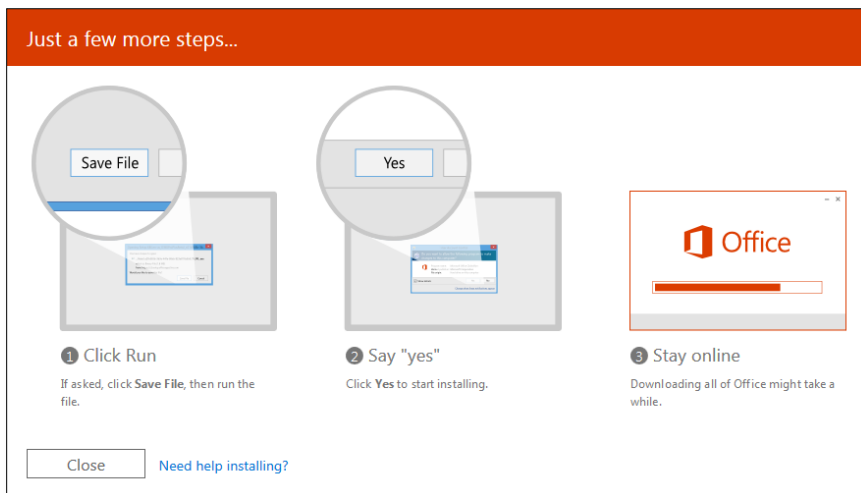 Just a few more steps...
Save File
Yes
Office
1 Click Run
If asked, click Save File, then run the
file.
2 Say "yes"
Click Yes to start installing.
3 Stay online
Downloading all of Office might take a
while.
Close
Need help installing?